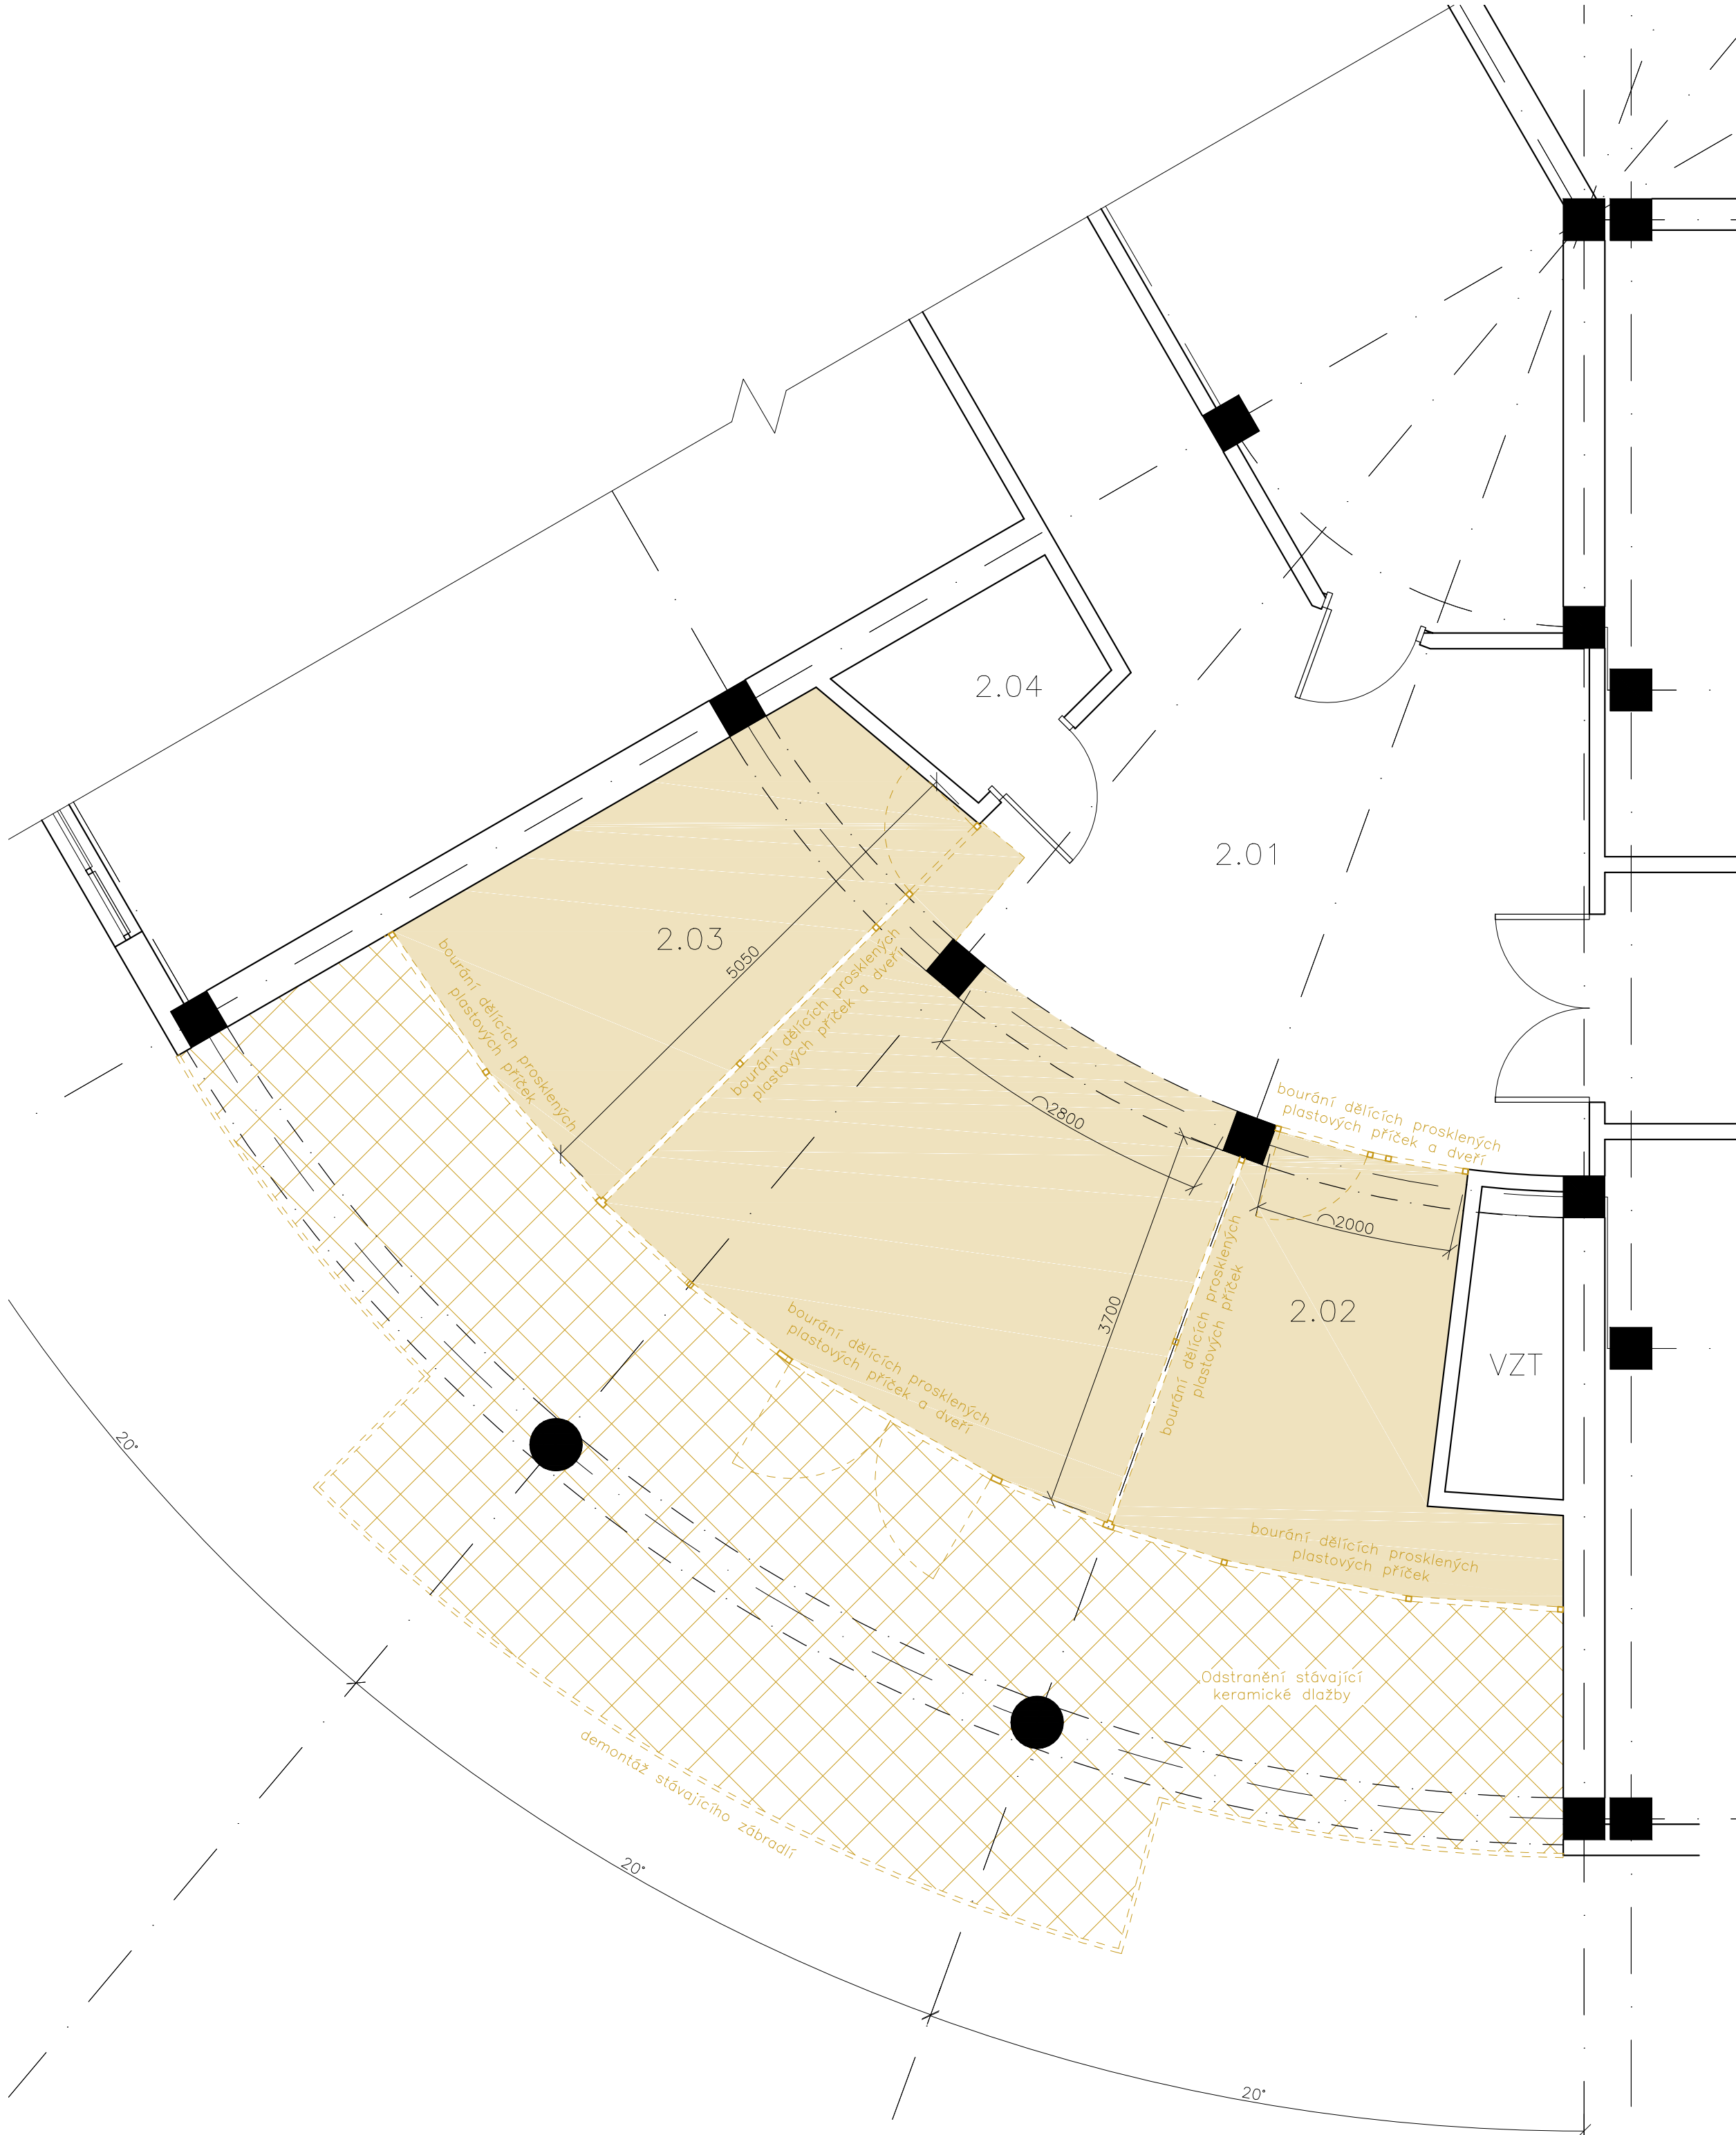 2.04
2.01
2.03
5050
bourání dělících prosklených
plastových příček
bourání dělících prosklených
plastových příček a dveří
2800
bourání dělících prosklených
plastových příček a dveří
2000
3700
bourání dělících prosklených
plastových příček
2.02
VZT
bourání dělících prosklených
plastových příček a dveří
20°
bourání dělících prosklených
plastových příček
Odstranění stávající
keramické dlažby
demontáž stávajícího zábradlí
20°
20°